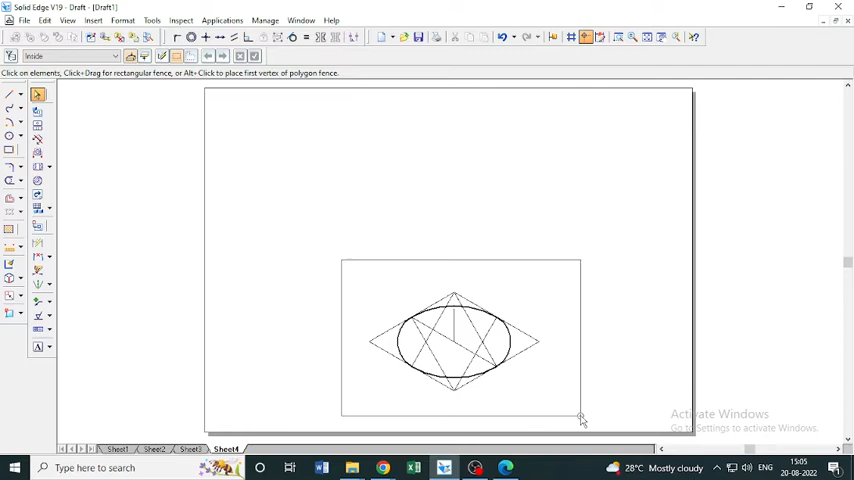 Solid Edge V19 - Draft - [Draft1]
File Edit View Insert Format Tools Inspect Applications Manage Window Help
Inside
Click on elements, Click+Drag for rectangular fence, or Alt+Click to place first vertex of polygon fence.
Activate Windows
Go to Settings to activate Windows.
Sheet1 Sheet2 Sheet3 Sheet4
Type here to search
28°C Mostly cloudy
ENG
15:05
20-08-2022